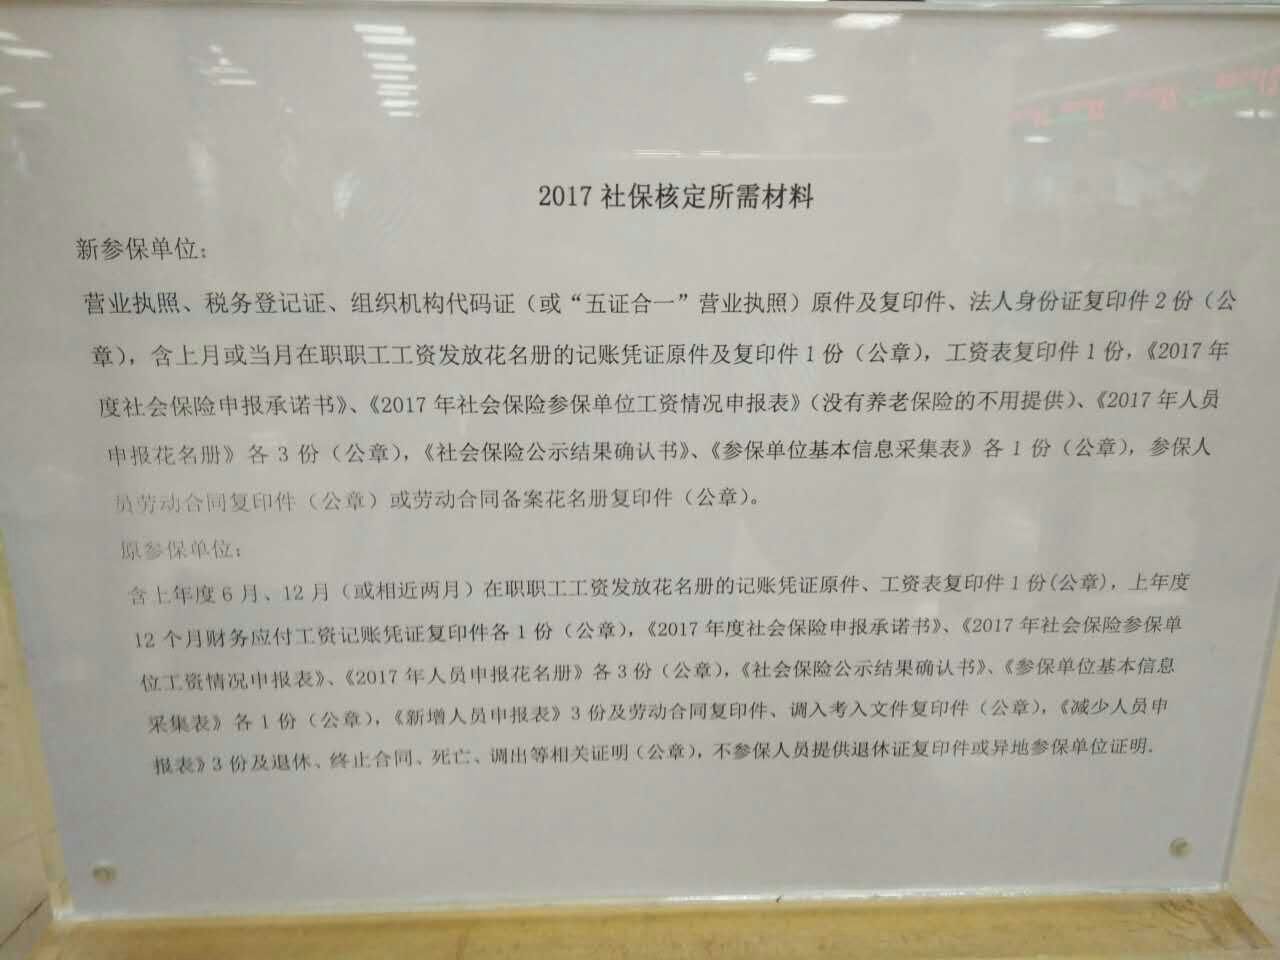 2017 社保核定所需材料
新参保单位：
营业执照、税务登记证、组织机构代码证（或“五证合一”营业执照）原件及复印件、法人身份证复印件 2 份（公
章），含上月或当月在职职工工资发放花名册的记账凭证原件及复印件 1 份（公章），工资表复印件 1 份，《2017 年
度社会保险申报承诺书》、《2017 年社会保险参保单位工资情况申报表》（没有养老保险的不用提供）、《2017 年人员
申报花名册》各 3 份（公章），《社会保险公示结果确认书》、《参保单位基本信息采集表》各 1 份（公章），参保人
员劳动合同复印件（公章）或劳动合同备案花名册复印件（公章）。
原参保单位：
含上年度 6 月、12 月（或相近两月）在职职工工资发放花名册的记账凭证原件、工资表复印件 1 份(公章)，上年度
12 个月财务应付工资记账凭证复印件各 1 份（公章），《2017 年度社会保险申报承诺书》、《2017 年社会保险参保单
位工资情况申报表》、《2017 年人员申报花名册》各 3 份（公章），《社会保险公示结果确认书》、《参保单位基本信息
采集表》各 1 份（公章），《新增人员申报表》3 份及劳动合同复印件、调入考入文件复印件（公章），《减少人员申
报表》3 份及退休、终止合同、死亡、调出等相关证明（公章），不参保人员提供退休证复印件或异地参保单位证明.